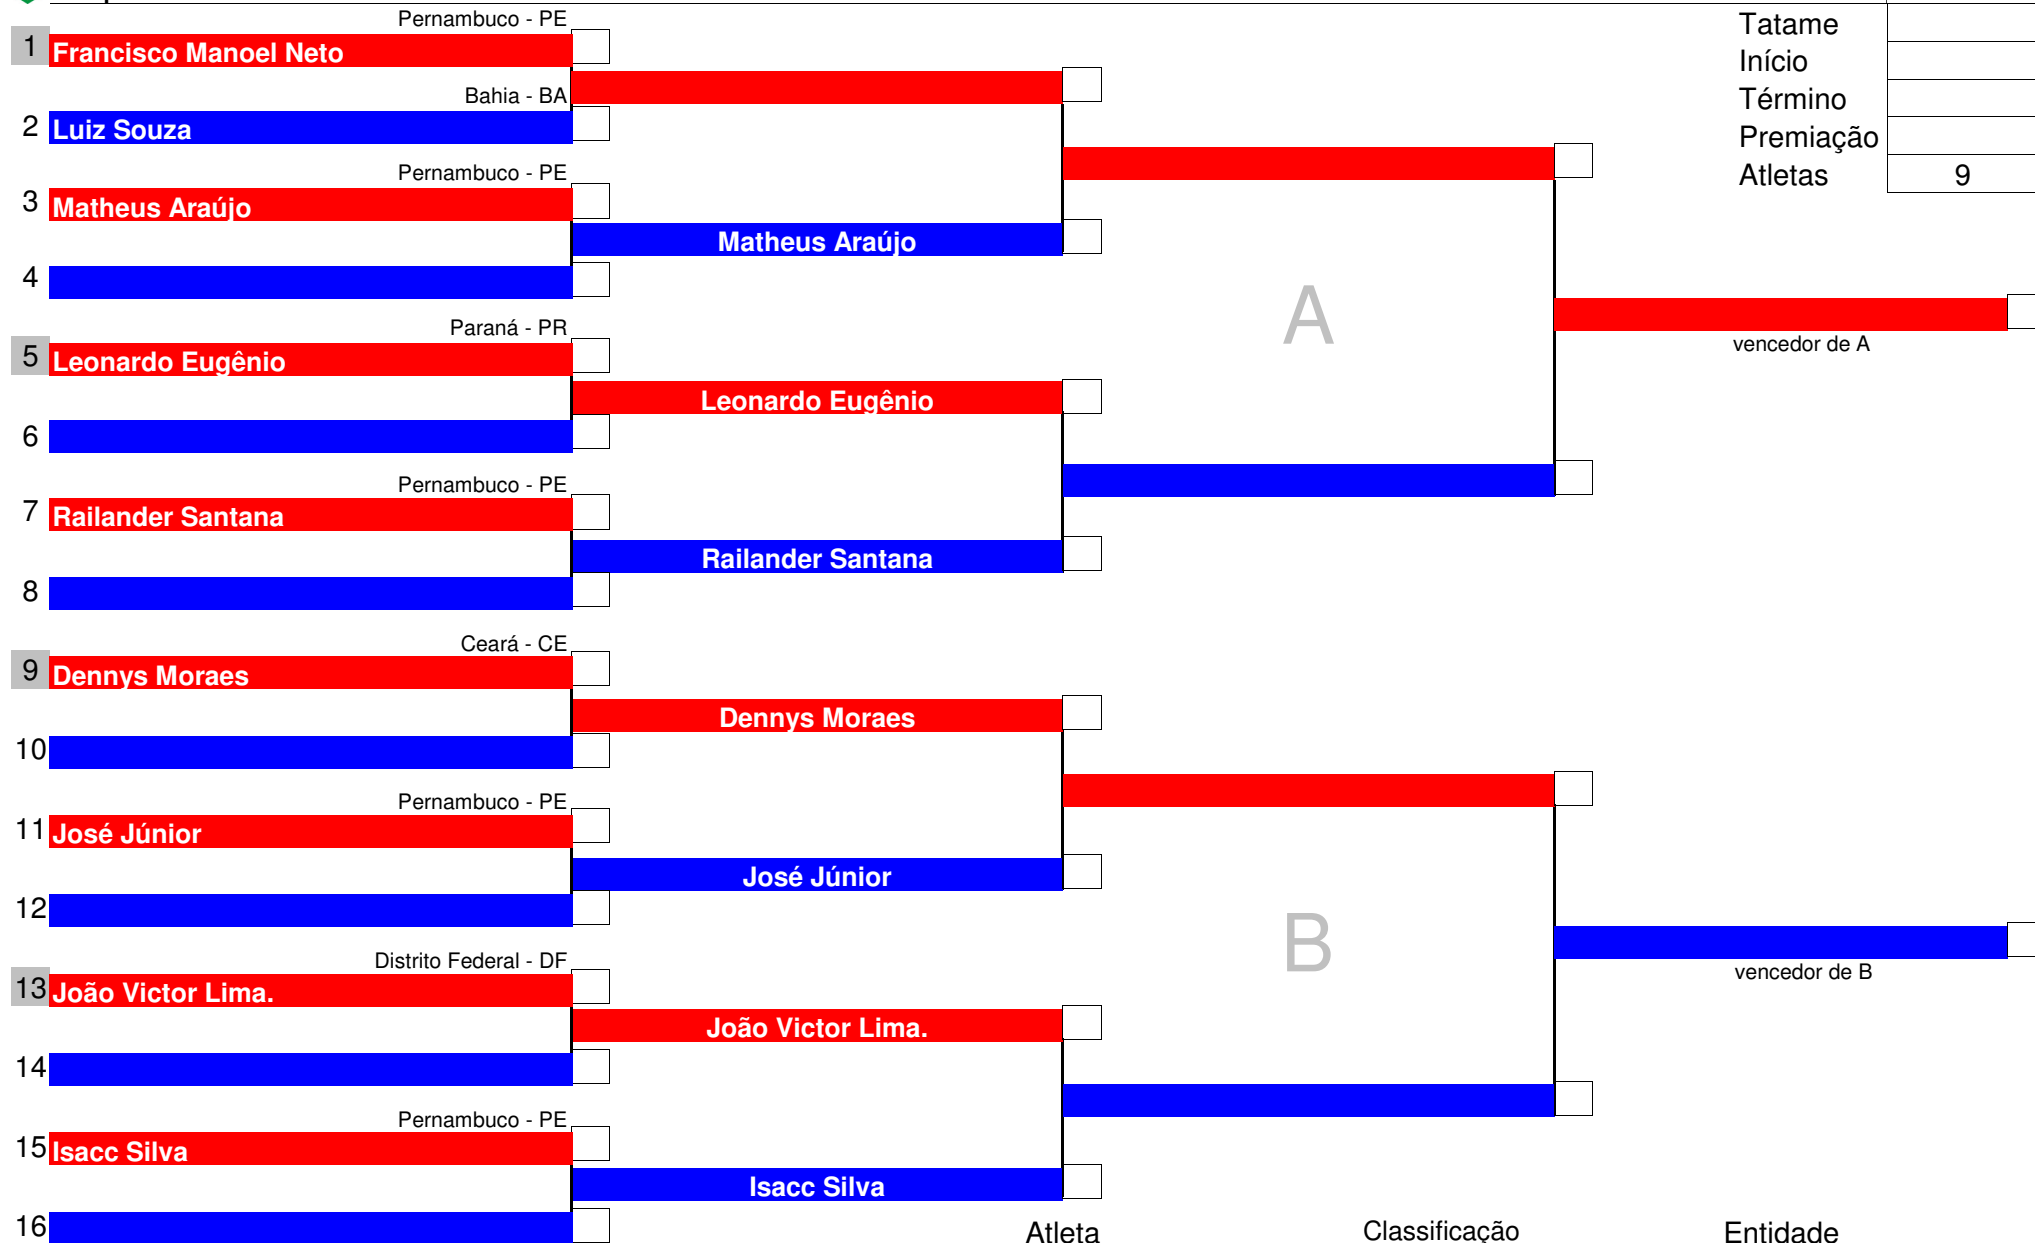 Pernambuco - PE
1 Francisco Manoel Neto
Bahia - BA
2 Luiz Souza
Pernambuco - PE
3 Matheus Araújo
Matheus Araújo
4
Paraná - PR
5 Leonardo Eugênio
Leonardo Eugênio
6
Pernambuco - PE
7 Railander Santana
Railander Santana
8
Ceará - CE
9 Dennys Moraes
Dennys Moraes
10
Pernambuco - PE
11 José Júnior
José Júnior
12
Distrito Federal - DF
13 João Victor Lima.
João Victor Lima.
14
Pernambuco - PE
15 Isacc Silva
Isacc Silva
16
A
B
vencedor de A
vencedor de B
Tatame
Início
Término
Premiação
Atletas 9
Atleta Classificação Entidade